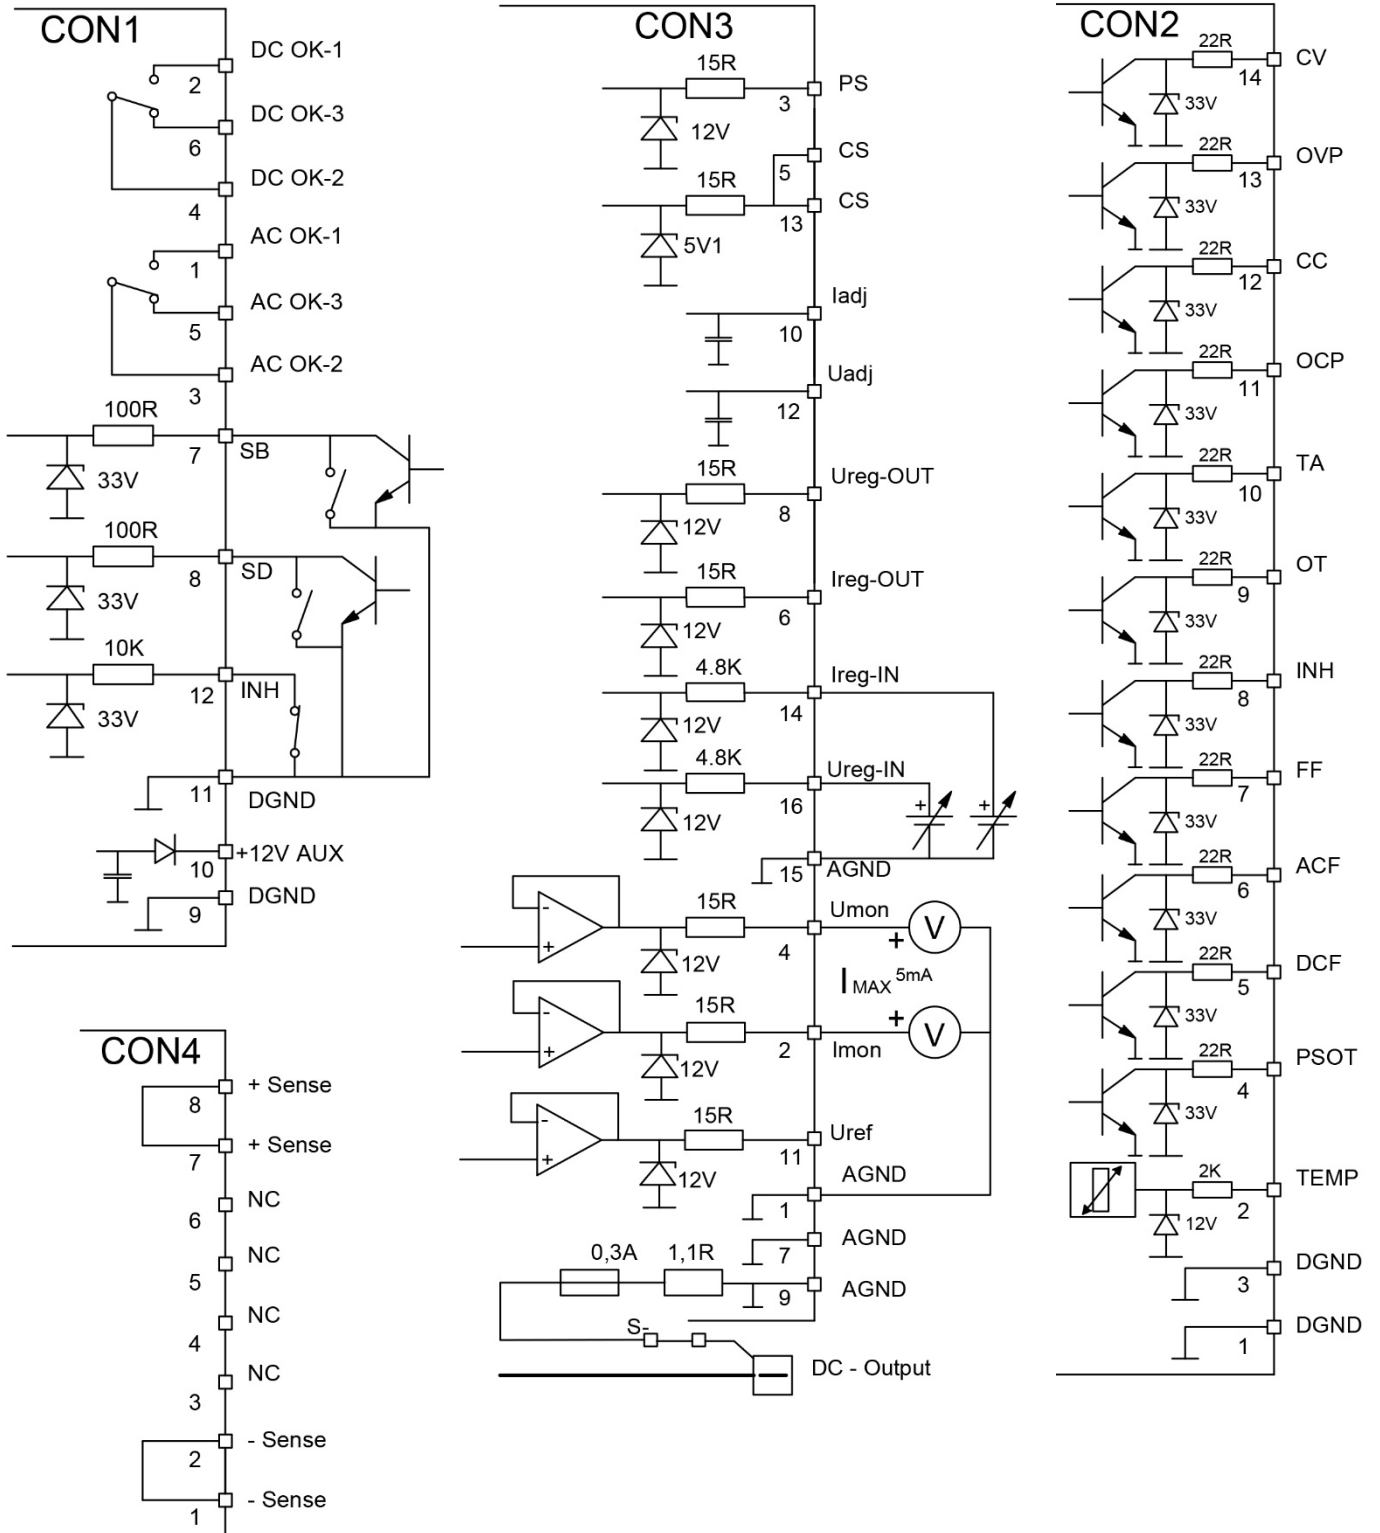 CON1
DC OK-1
2
DC OK-3
6
DC OK-2
4
AC OK-1
1
AC OK-3
5
AC OK-2
3
100R
7
SB
33V
100R
8
SD
33V
10K
12
INH
33V
11
DGND
10
+12V AUX
DGND
9
CON4
+ Sense
8
+ Sense
7
NC
6
NC
5
NC
4
NC
3
- Sense
2
- Sense
1
CON3
15R
PS
3
12V
CS
5
15R
CS
13
5V1
Iadj
10
Uadj
12
15R
Ureg-OUT
8
12V
15R
Ireg-OUT
6
12V
4.8K
Ireg-IN
14
12V
4.8K
Ureg-IN
16
+
+
12V
15
AGND
-
+
15R
Umon
4
+
V
12V
I MAX 5mA
-
+
15R
+
V
2
Imon
12V
-
+
15R
Uref
11
12V
AGND
1
AGND
7
0,3A
1,1R
AGND
9
S-
DC - Output
CON2
22R
CV
14
33V
22R
OVP
13
33V
22R
CC
12
33V
22R
OCP
11
33V
22R
TA
10
33V
22R
OT
9
33V
22R
INH
8
33V
22R
FF
7
33V
22R
ACF
6
33V
22R
DCF
5
33V
22R
PSOT
4
33V
2K
TEMP
2
12V
DGND
3
DGND
1